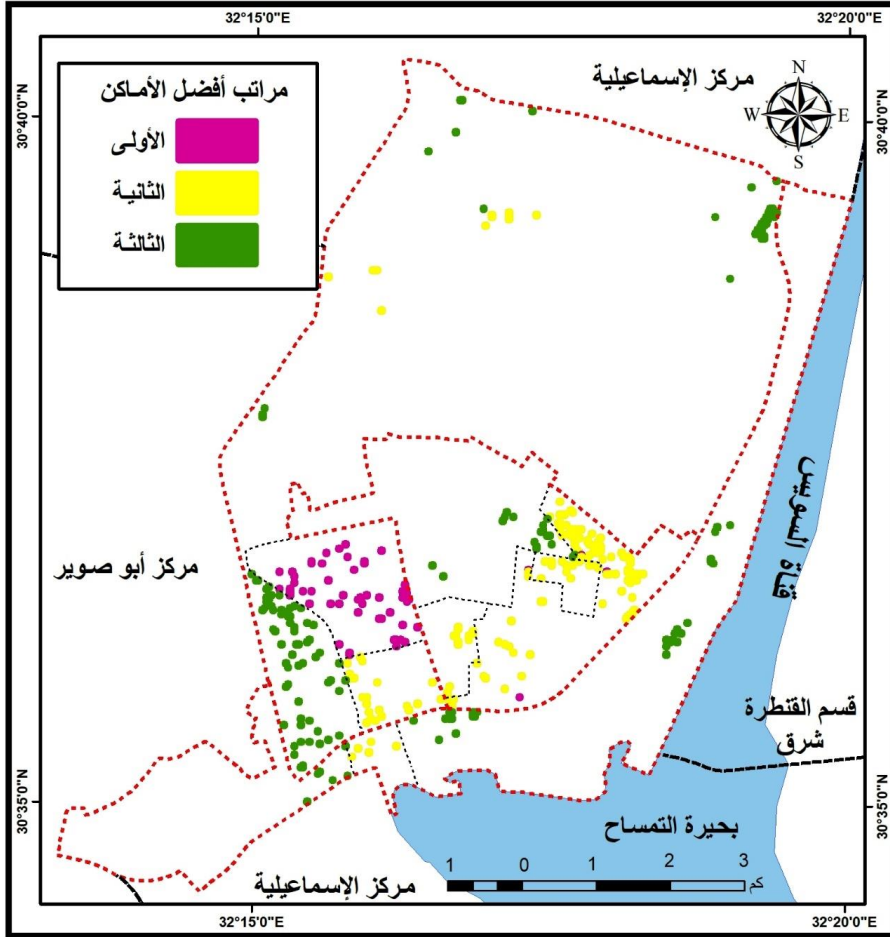 32°15'0"E
32°20'0"E
مركز الإسماعيلية
N
W E
S
30°40'0"N
30°40'0"N
مراتب أفضل الأماكن
الأولى
الثانية
الثالثة
قناة السويس
مركز أبو صوير
قسم القنطرة
شرق
بحيرة التمساح
30°35'0"N
30°35'0"N
مركز الإسماعيلية
1 0 1 2 3
كم
32°15'0"E
32°20'0"E